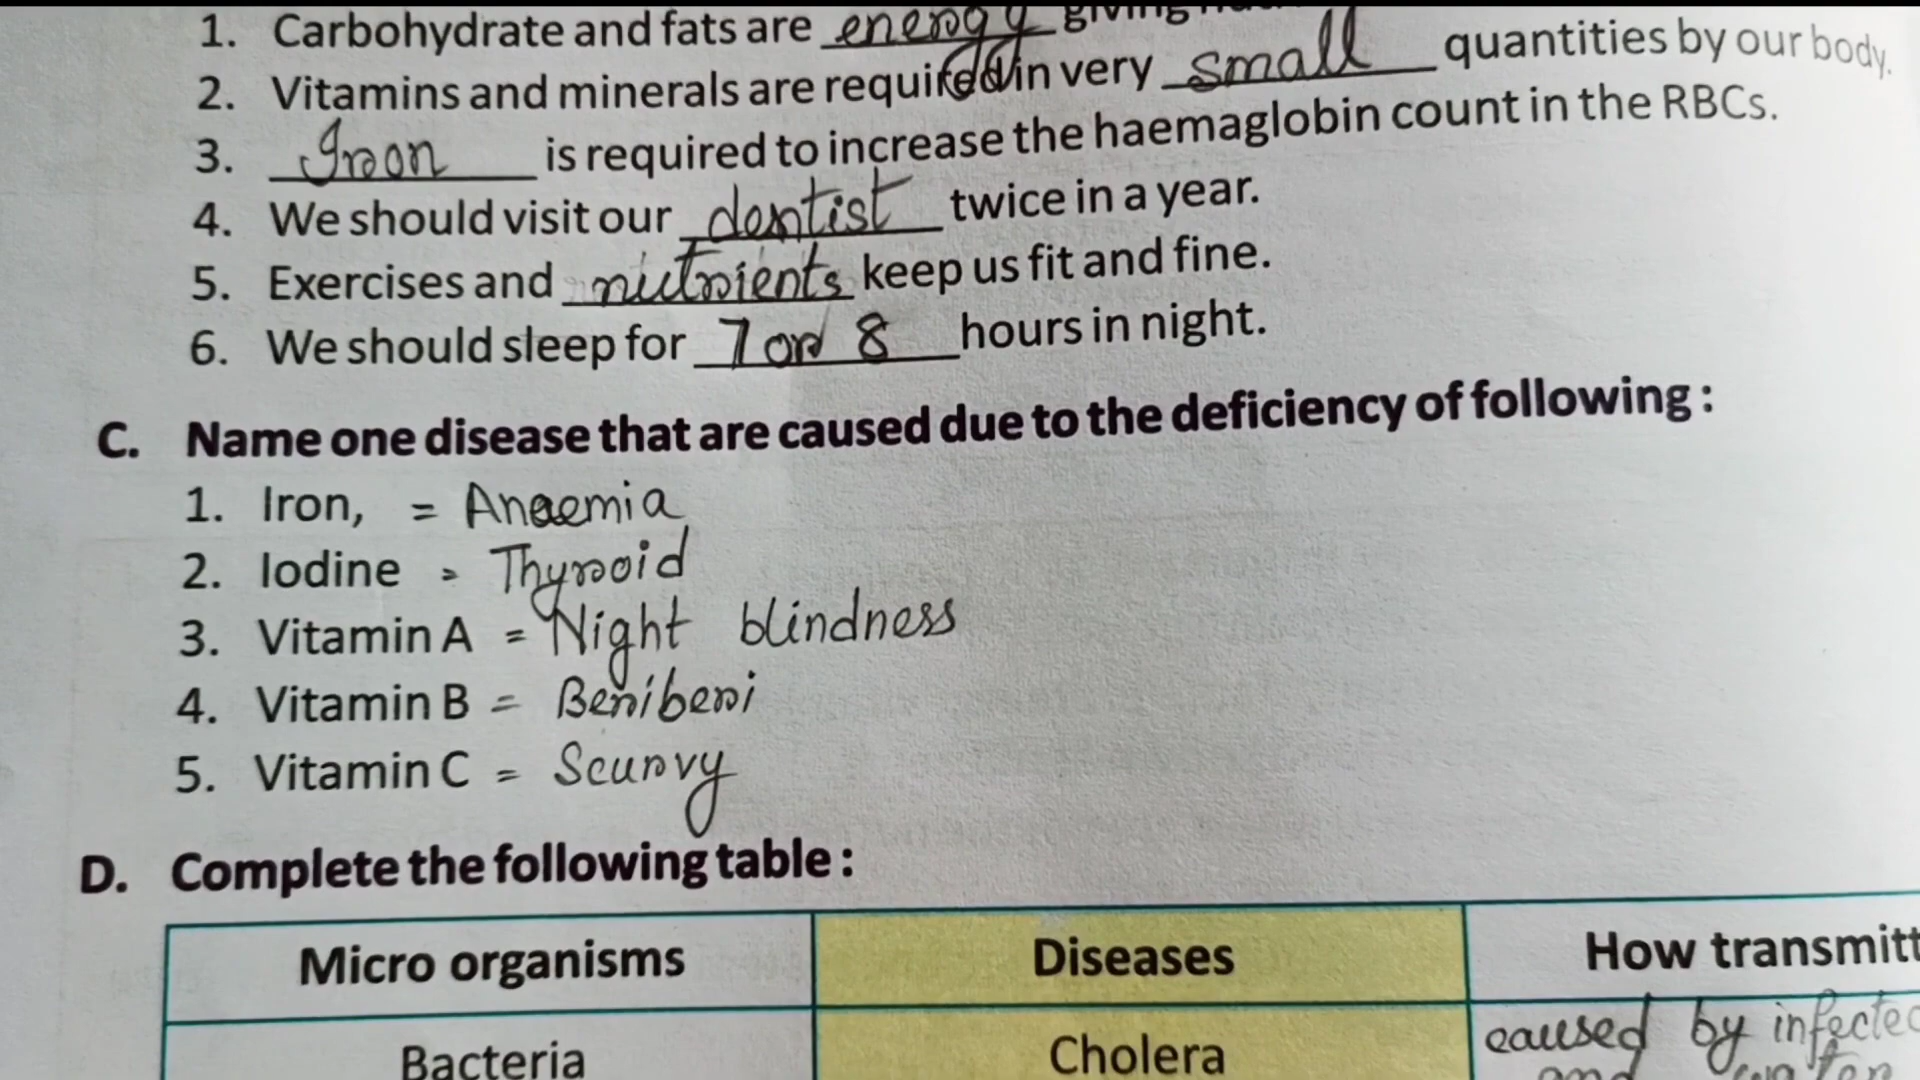 1. Carbohydrate and fats are energy giving
2. Vitamins and minerals are required in very small quantities by our body.
3. Iron is required to increase the haemaglobin count in the RBCs.
4. We should visit our dentist twice in a year.
5. Exercises and nutrients keep us fit and fine.
6. We should sleep for 7 or 8 hours in night.
C. Name one disease that are caused due to the deficiency of following :
1. Iron, = Anaemia
2. Iodine = Thyroid
3. Vitamin A = Night blindness
4. Vitamin B = Beriberi
5. Vitamin C = Scurvy
D. Complete the following table :
Micro organisms Diseases How transmitt
Bacteria Cholera caused by infected
and water